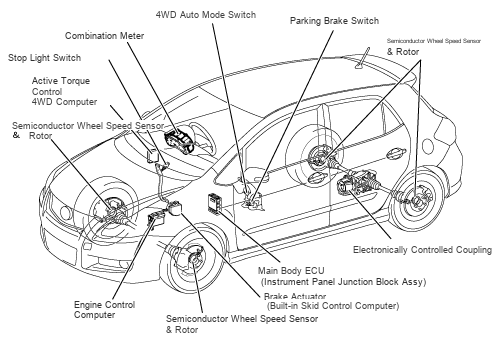 4WD Auto Mode Switch
Parking Brake Switch
Combination Meter
Semiconductor Wheel Speed Sensor
& Rotor
Stop Light Switch
Active Torque
Control
4WD Computer
Semiconductor Wheel Speed Sensor
& Rotor
Electronically Controlled Coupling
Main Body ECU
(Instrument Panel Junction Block Assy)
Brake Actuator
(Built-in Skid Control Computer)
Engine Control
Computer
Semiconductor Wheel Speed Sensor
& Rotor